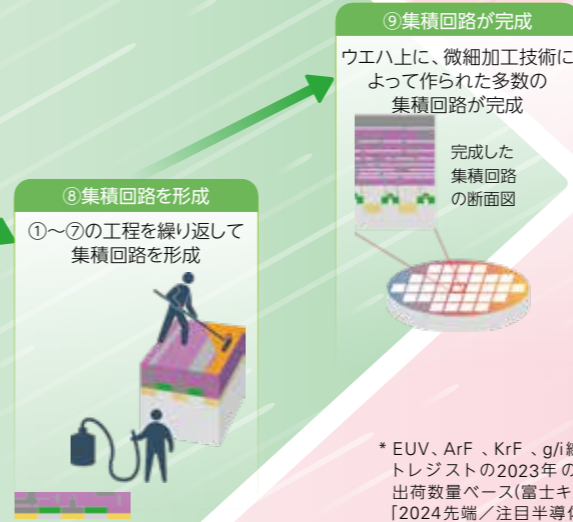 ⑧集積回路を形成
①〜⑦の工程を繰り返して
集積回路を形成
⑨集積回路が完成
ウエハ上に、微細加工技術に
よって作られた多数の
集積回路が完成
完成した
集積回路
の断面図
* EUV、ArF 、KrF 、g/i線
トレジストの2023年の
出荷数量ベース(富士キ
「2024先端／注目半導体